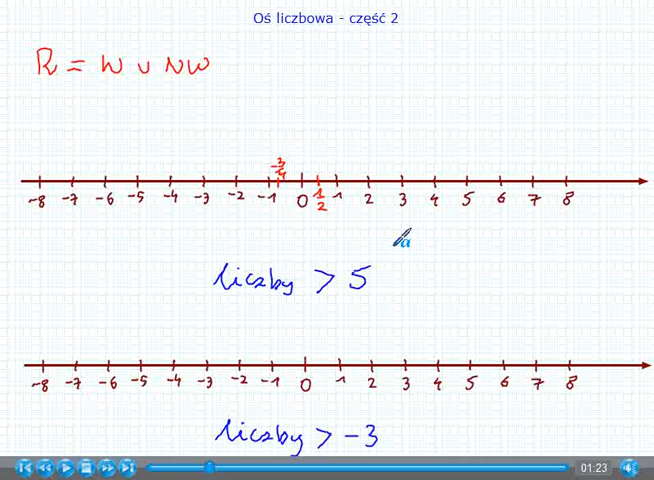 Oś liczbowa - część 2
R = W ∪ NW
-3/4
-8 -7 -6 -5 -4 -3 -2 -1 0 1/2 1 2 3 4 5 6 7 8
a
liczby > 5
-8 -7 -6 -5 -4 -3 -2 -1 0 1 2 3 4 5 6 7 8
liczby > -3
01:23